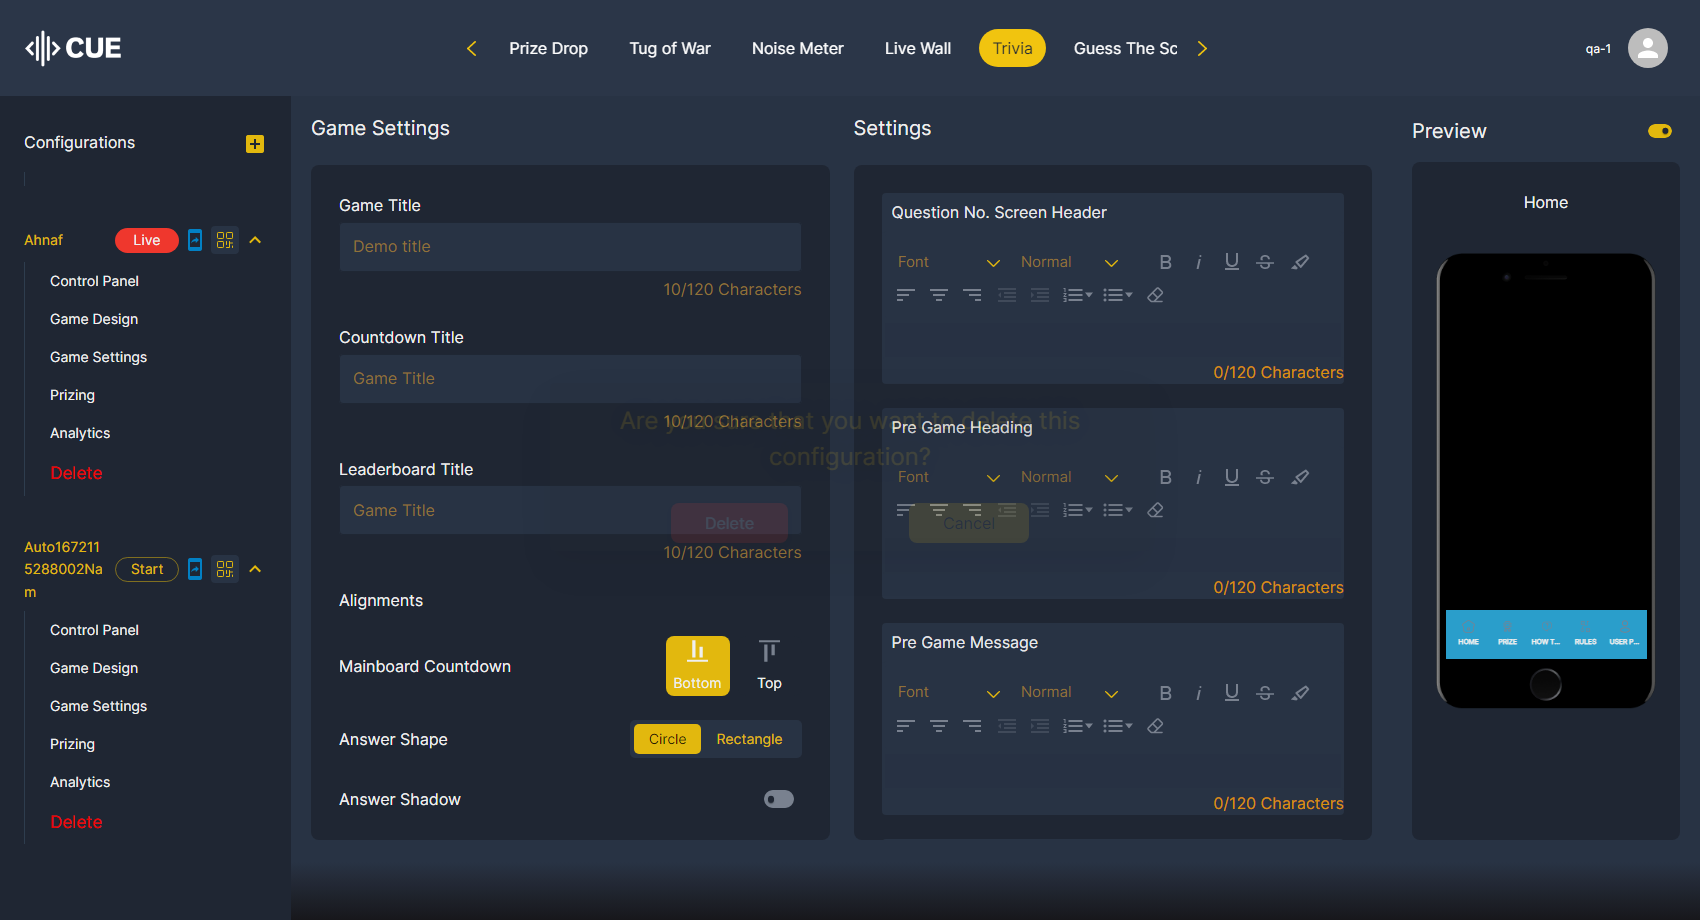 CUE
Prize Drop
Tug of War
Noise Meter
Live Wall
Trivia
Guess The Sc
qa-1
Configurations
Ahnaf
Live
Control Panel
Game Design
Game Settings
Prizing
Analytics
Delete
Auto167211
5288002Na
m
Start
Control Panel
Game Design
Game Settings
Prizing
Analytics
Delete
Game Settings
Game Title
Demo title
10/120 Characters
Countdown Title
Game Title
10/120 Characters
Leaderboard Title
Game Title
10/120 Characters
Alignments
Mainboard Countdown
Bottom
Top
Answer Shape
Circle
Rectangle
Answer Shadow
Are you sure that you want to delete this
configuration?
Delete
Cancel
Settings
Question No. Screen Header
Font
Normal
0/120 Characters
Pre Game Heading
Font
Normal
0/120 Characters
Pre Game Message
Font
Normal
0/120 Characters
Preview
Home
HOME
PRIZE
HOW T...
RULES
USER P...